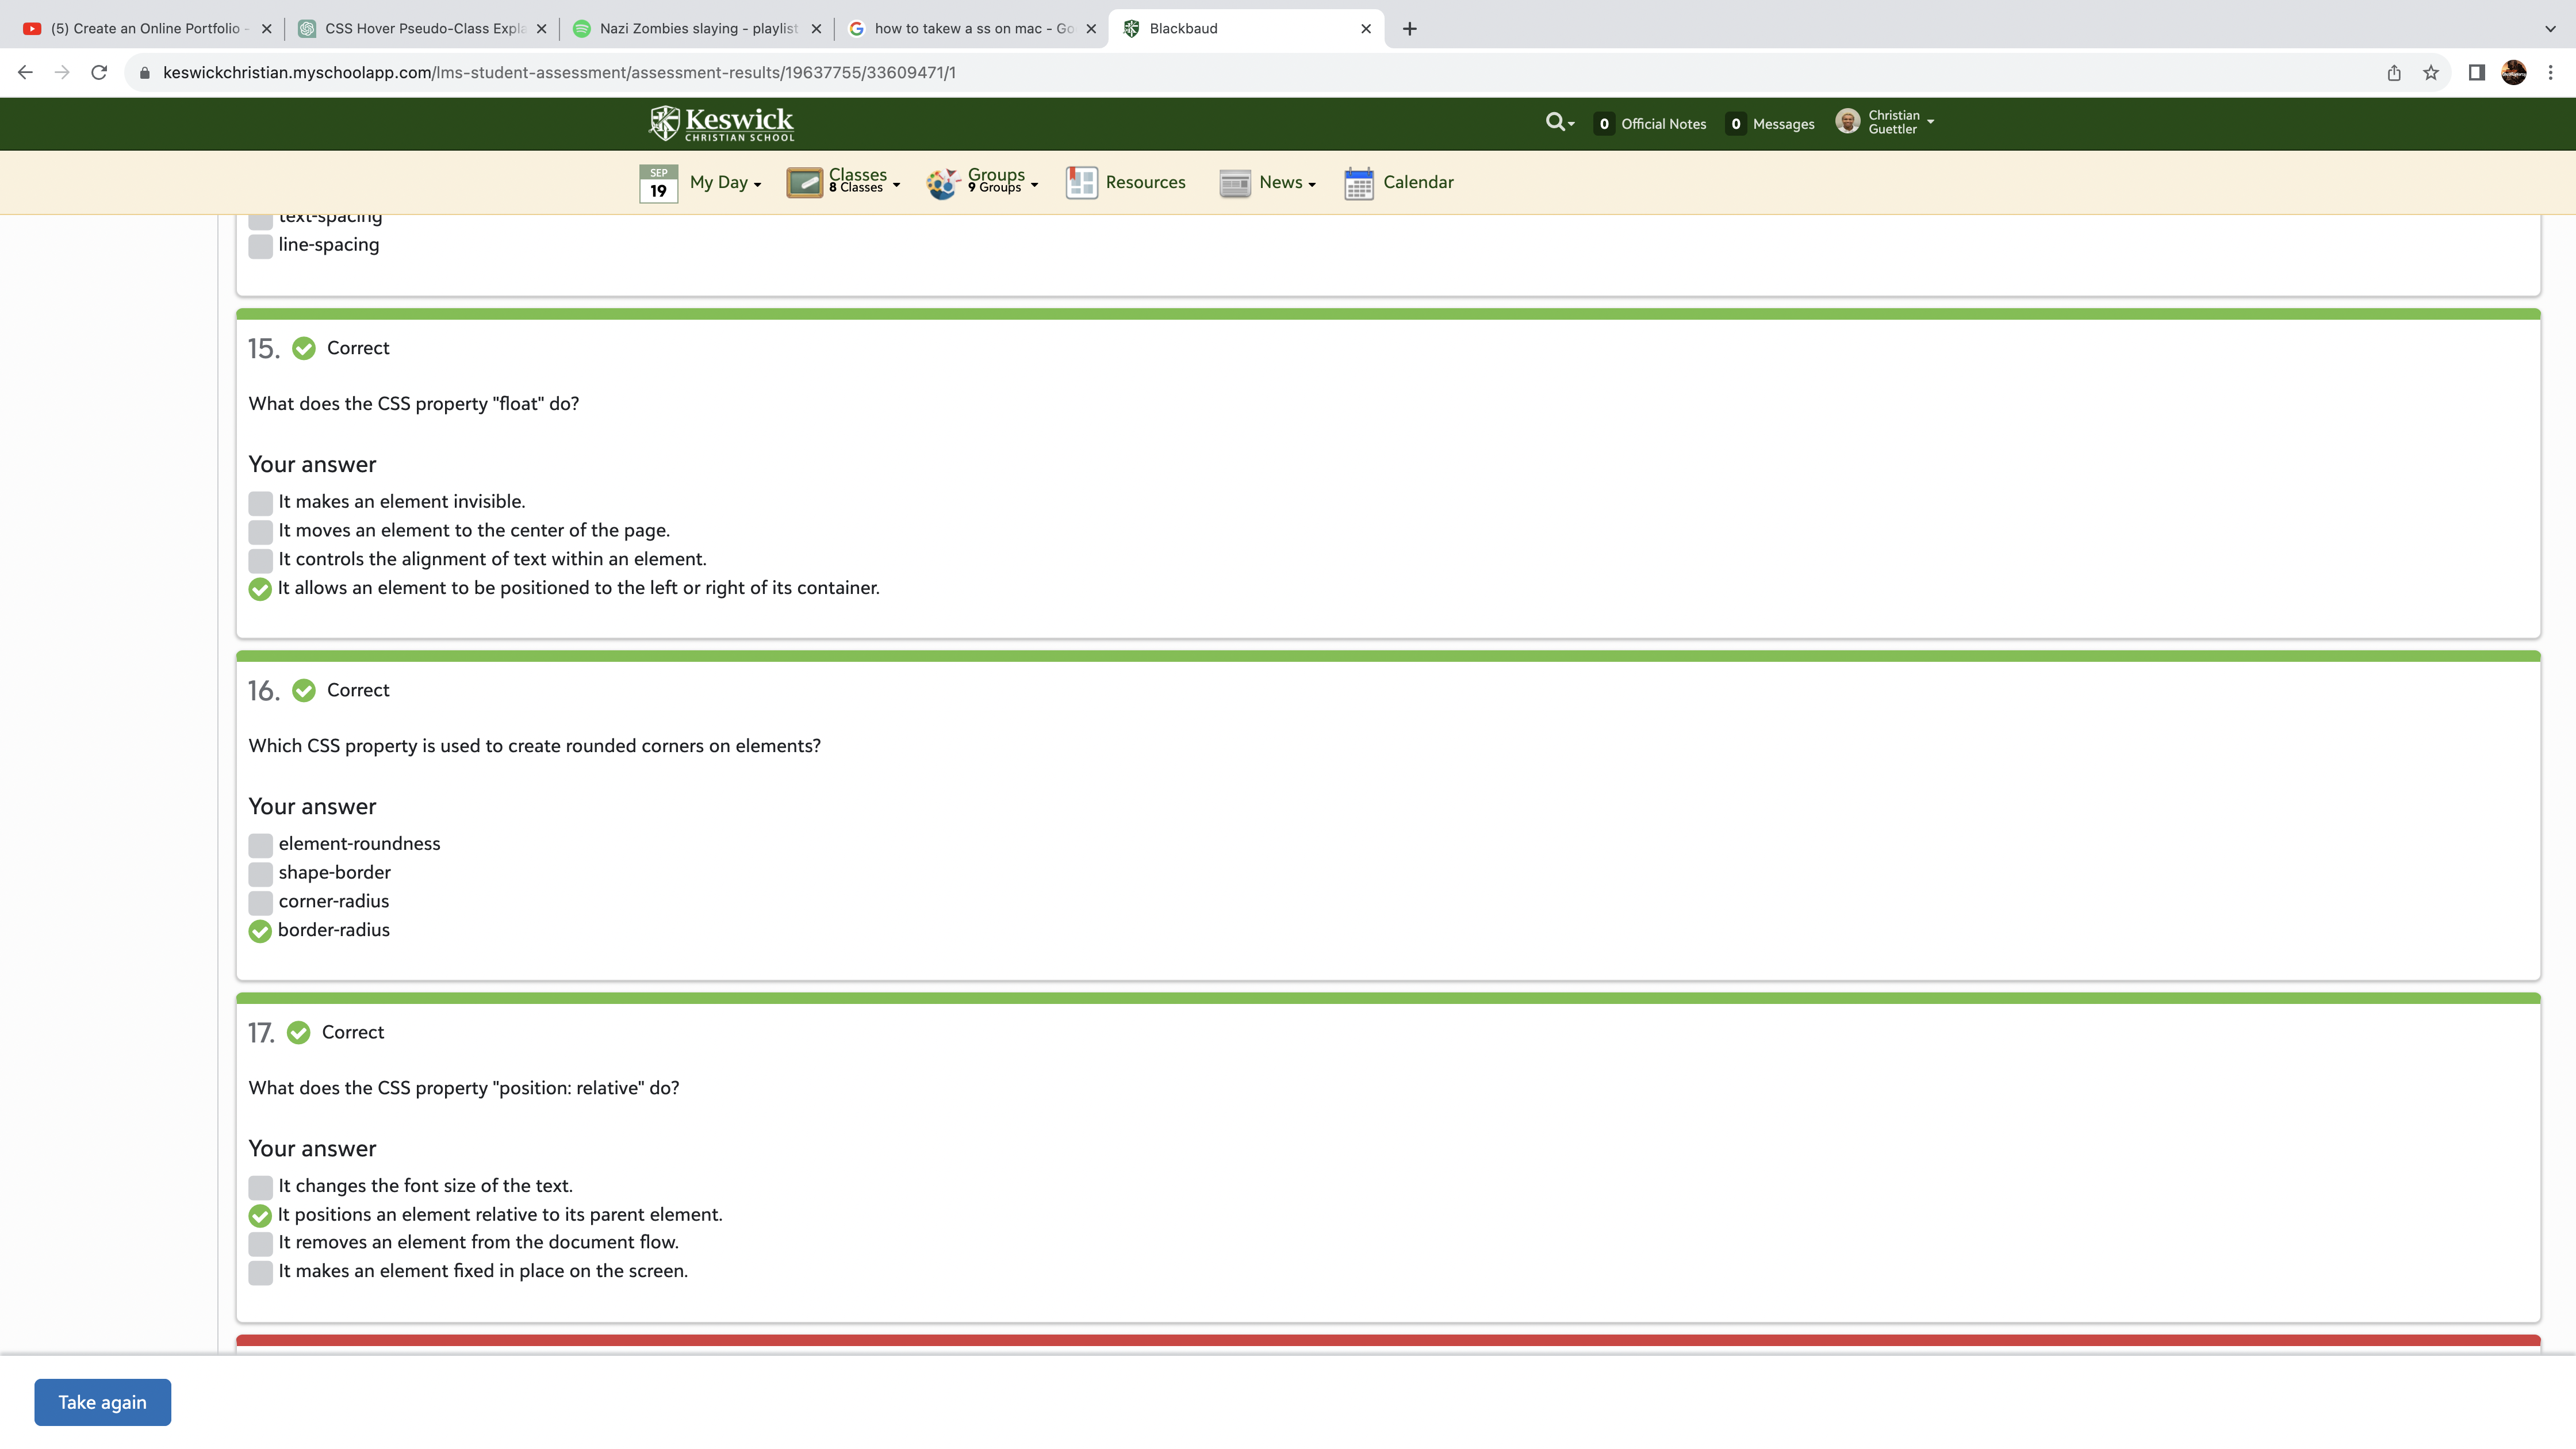 (5) Create an Online Portfolio -
CSS Hover Pseudo-Class Expla
Nazi Zombies slaying - playlist
how to takew a ss on mac - Go
Blackbaud
keswickchristian.myschoolapp.com/lms-student-assessment/assessment-results/19637755/33609471/1
Keswick
CHRISTIAN SCHOOL
0 Official Notes
0 Messages
Christian
Guettler
SEP
19
My Day
Classes
8 Classes
Groups
9 Groups
Resources
News
Calendar
text-spacing
line-spacing
15. Correct
What does the CSS property "float" do?
Your answer
It makes an element invisible.
It moves an element to the center of the page.
It controls the alignment of text within an element.
It allows an element to be positioned to the left or right of its container.
16. Correct
Which CSS property is used to create rounded corners on elements?
Your answer
element-roundness
shape-border
corner-radius
border-radius
17. Correct
What does the CSS property "position: relative" do?
Your answer
It changes the font size of the text.
It positions an element relative to its parent element.
It removes an element from the document flow.
It makes an element fixed in place on the screen.
Take again